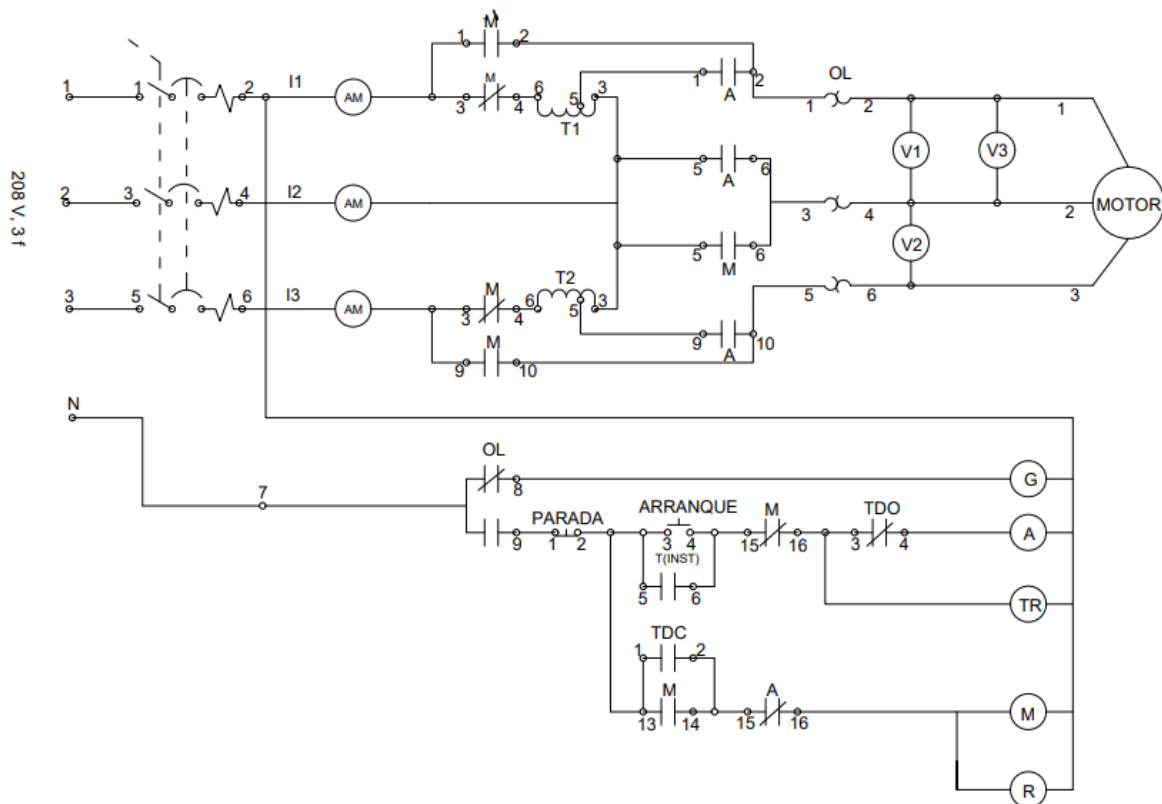 M
1 2
1 1 2 I1 AM
M
3 4 6 5 3
T1
1 2
A
OL
1 2
1
V1 V3
5 6
A
2 3 4 I2 AM
3 4
2
MOTOR
208 V, 3 f
5 6
M
V2
T2
3 5 6 I3 AM
M
3 4 6 5 3
5 6
3
9 10
A
M
9 10
N
OL
8
G
7
9
PARADA
1 2
ARRANQUE
3 4
M
15 16
TDO
3 4
A
T(INST)
5 6
TR
TDC
1 2
M
13 14
A
15 16
M
R